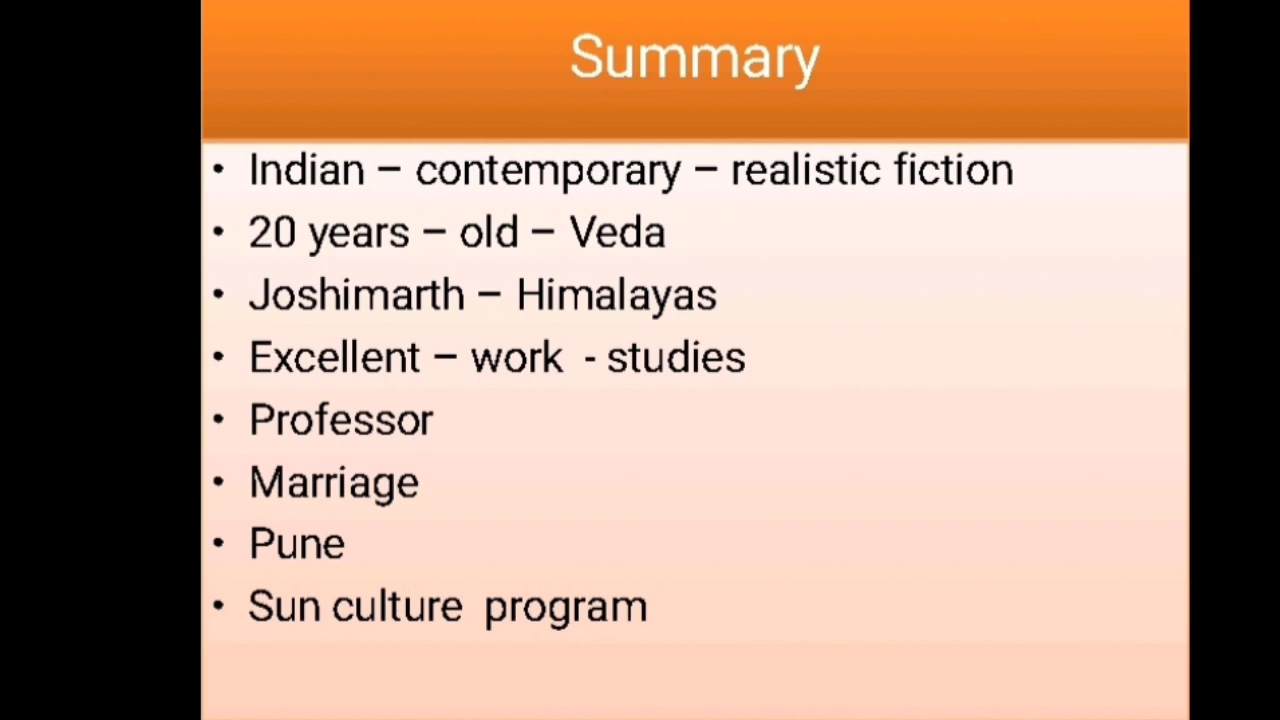 Summary
• Indian – contemporary – realistic fiction
• 20 years – old – Veda
• Joshimarth – Himalayas
• Excellent – work - studies
• Professor
• Marriage
• Pune
• Sun culture program